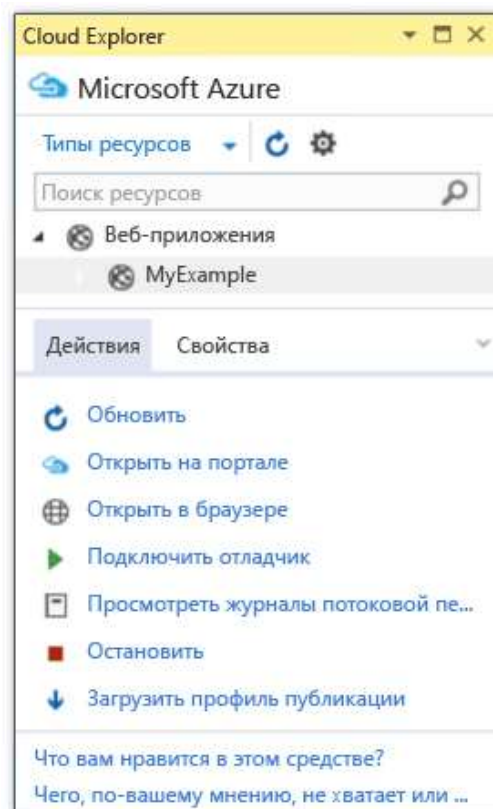 Cloud Explorer
Microsoft Azure
Типы ресурсов
Поиск ресурсов
Веб-приложения
MyExample
Действия Свойства
Обновить
Открыть на портале
Открыть в браузере
Подключить отладчик
Просмотреть журналы потоковой пе...
Остановить
Загрузить профиль публикации
Что вам нравится в этом средстве?
Чего, по-вашему мнению, не хватает или ...